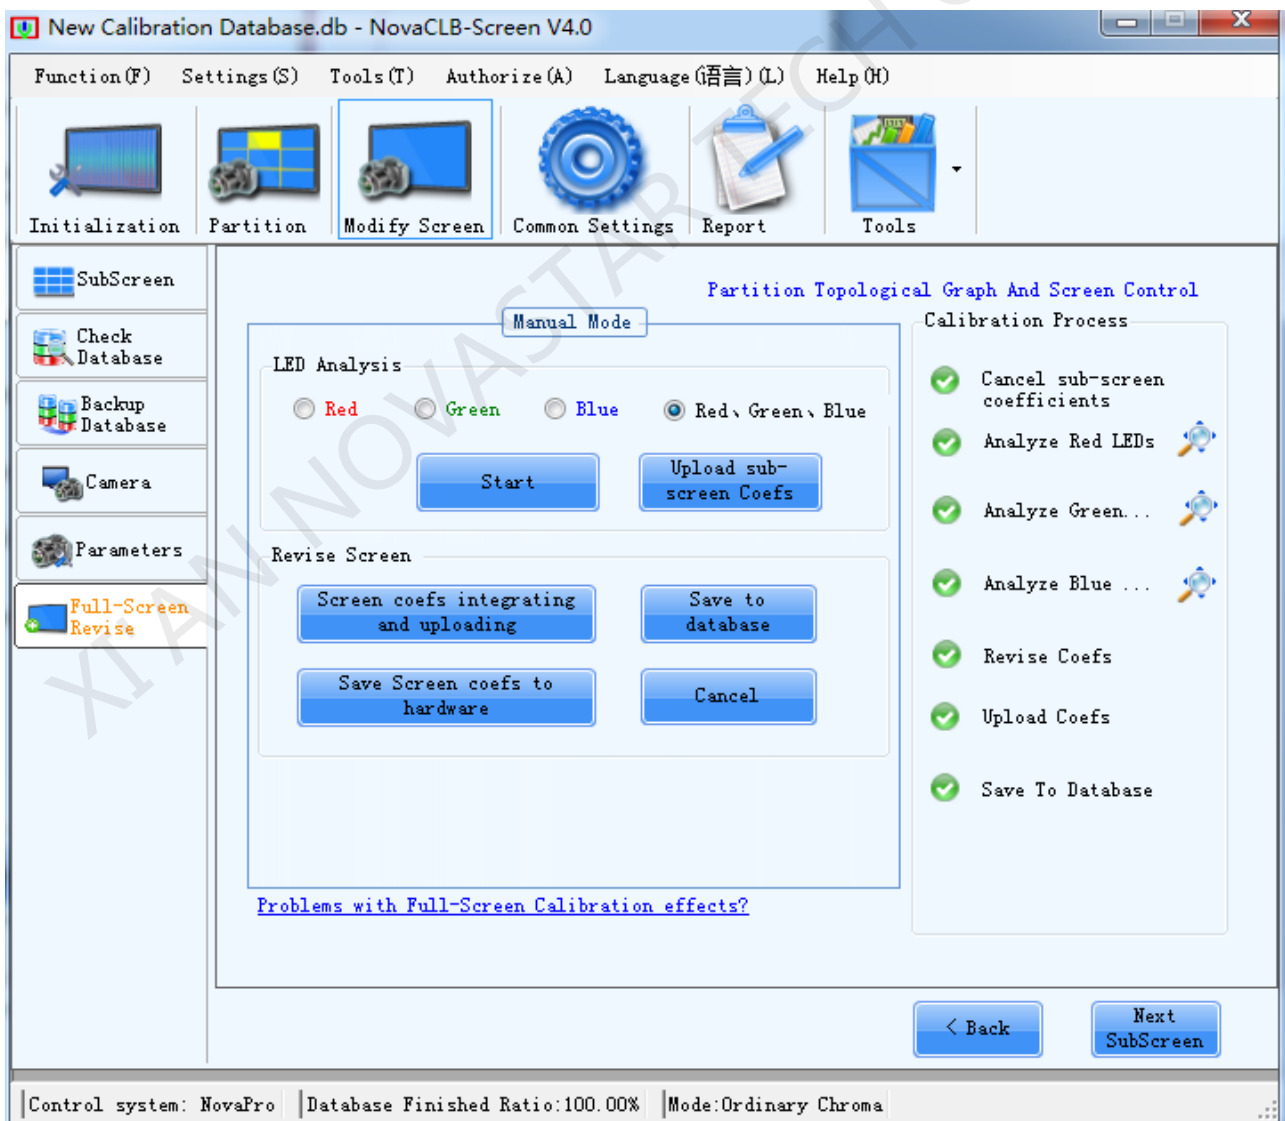 New Calibration Database.db - NovaCLB-Screen V4.0
Function(F) Settings(S) Tools(T) Authorize(A) Language(语言)(L) Help(H)
Initialization
Partition
Modify Screen
Common Settings
Report
Tools
SubScreen
Check
Database
Backup
Database
Camera
Parameters
Full-Screen
Revise
Partition Topological Graph And Screen Control
Manual Mode
LED Analysis
Red
Green
Blue
Red、Green、Blue
Start
Upload sub-
screen Coefs
Revise Screen
Screen coefs integrating
and uploading
Save to
database
Save Screen coefs to
hardware
Cancel
Problems with Full-Screen Calibration effects?
Calibration Process
Cancel sub-screen
coefficients
Analyze Red LEDs
Analyze Green...
Analyze Blue ...
Revise Coefs
Upload Coefs
Save To Database
< Back
Next
SubScreen
Control system: NovaPro
Database Finished Ratio:100.00%
Mode:Ordinary Chroma
XI'AN NOVASTAR TECH